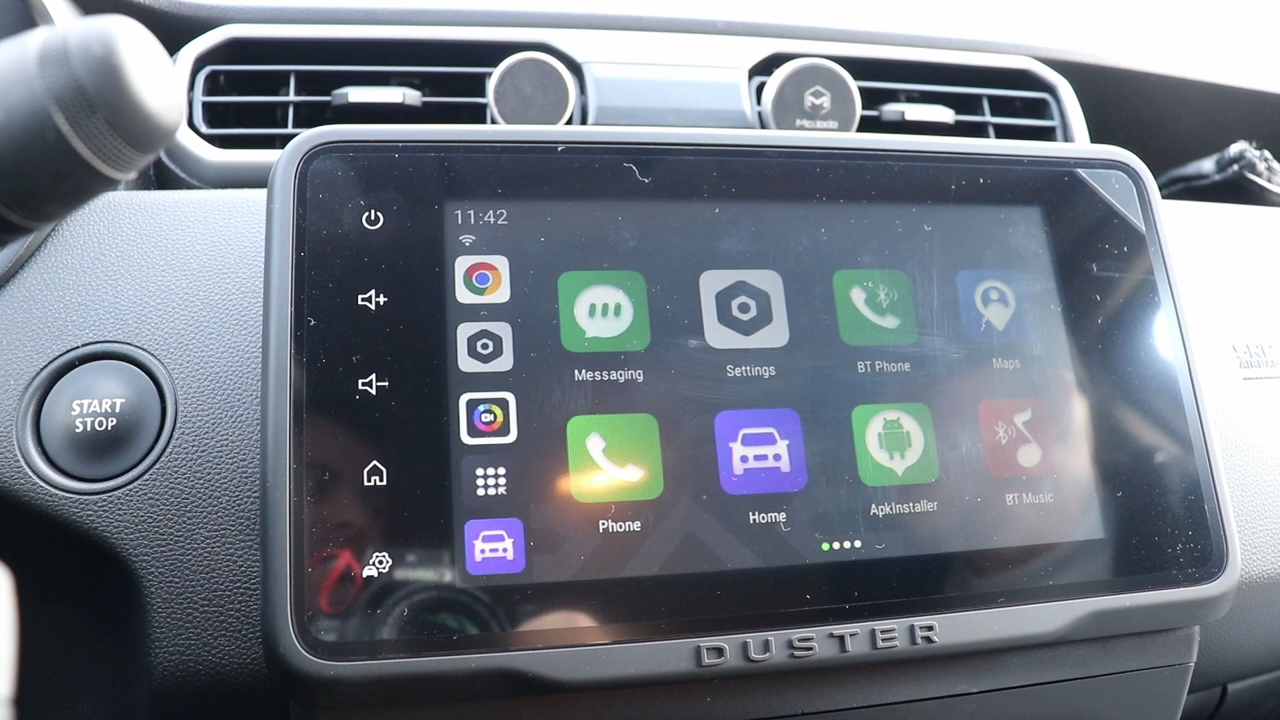 Mcdodo
11:42
Messaging
Settings
BT Phone
Maps
START
STOP
Phone
Home
ApkInstaller
BT Music
DUSTER